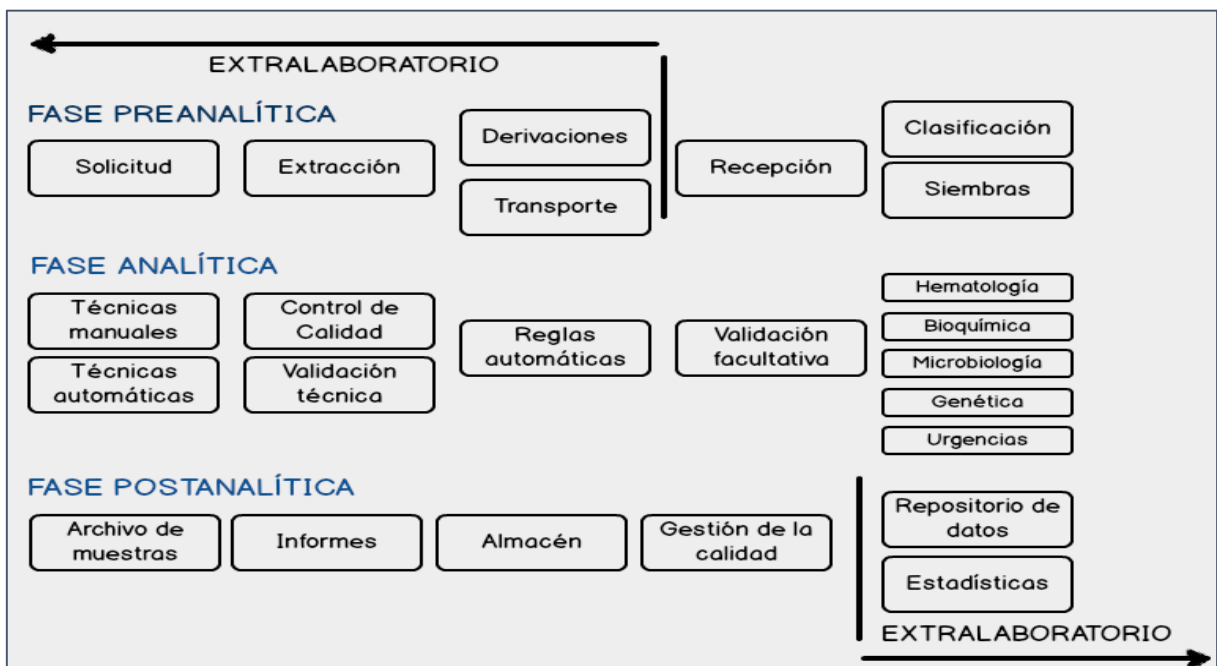 EXTRALABORATORIO
FASE PREANALÍTICA
Solicitud
Extracción
Derivaciones
Transporte
Recepción
Clasificación
Siembras
FASE ANALÍTICA
Técnicas
manuales
Técnicas
automáticas
Control de
Calidad
Validación
técnica
Reglas
automáticas
Validación
facultativa
Hematología
Bioquímica
Microbiología
Genética
Urgencias
FASE POSTANALÍTICA
Archivo de
muestras
Informes
Almacén
Gestión de la
calidad
Repositorio de
datos
Estadísticas
EXTRALABORATORIO